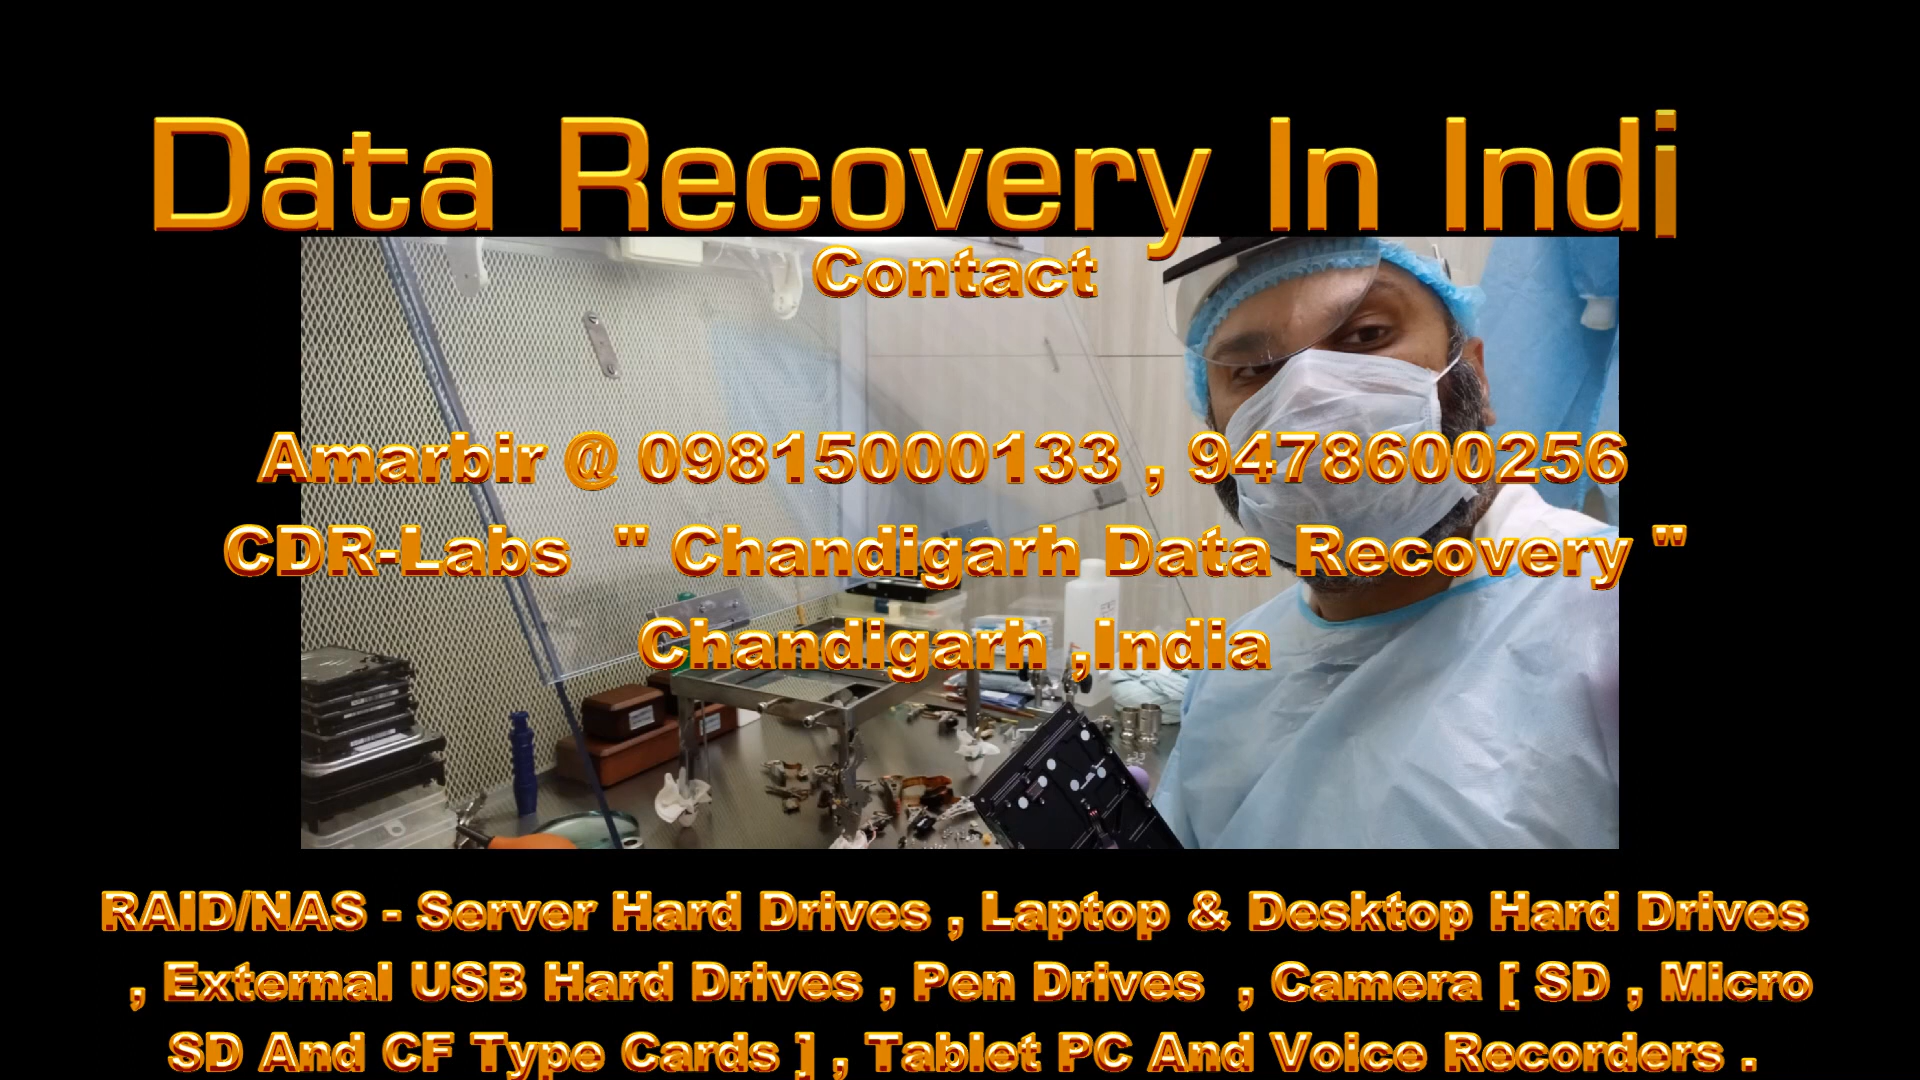 Data Recovery In Indi
Contact
Amarbir @ 09815000133 , 9478600256
CDR-Labs " Chandigarh Data Recovery "
Chandigarh ,India
RAID/NAS - Server Hard Drives , Laptop & Desktop Hard Drives
, External USB Hard Drives , Pen Drives , Camera [ SD , Micro
SD And CF Type Cards ] , Tablet PC And Voice Recorders .